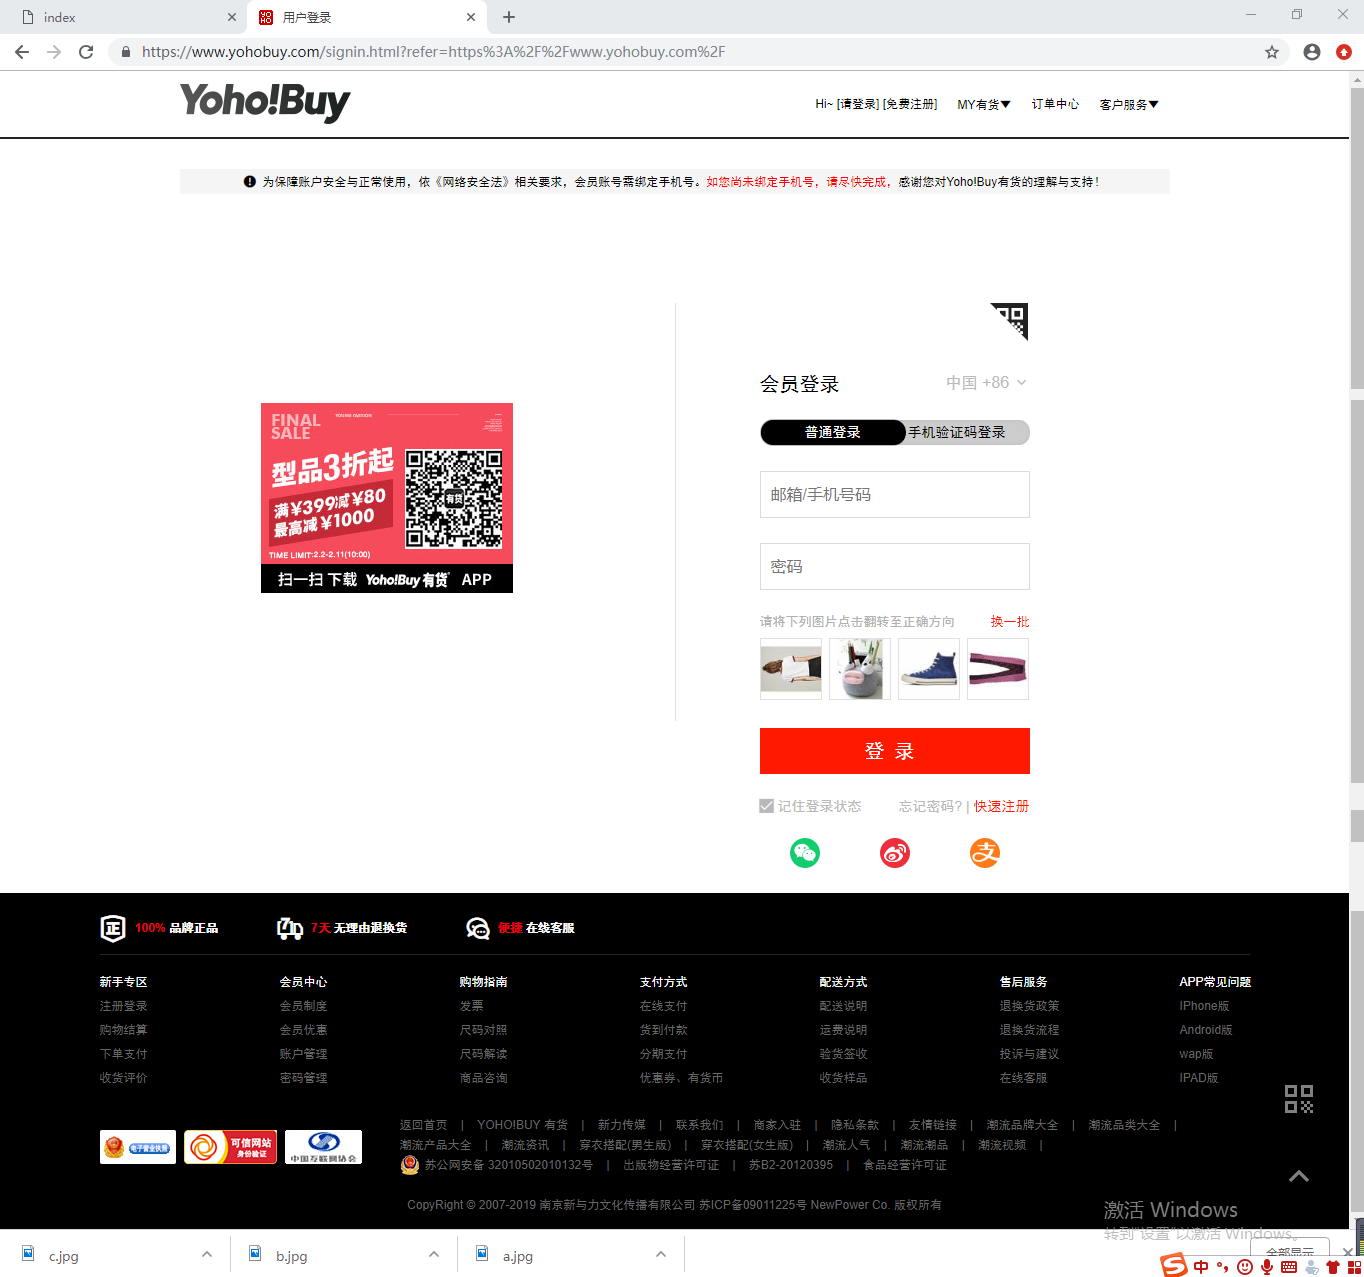 index
用户登录
https://www.yohobuy.com/signin.html?refer=https%3A%2F%2Fwww.yohobuy.com%2F
Yoho!Buy
Hi~ [请登录] [免费注册] MY有货▼ 订单中心 客户服务▼
为保障账户安全与正常使用，依《网络安全法》相关要求，会员账号需绑定手机号。如您尚未绑定手机号，请尽快完成，感谢您对Yoho!Buy有货的理解与支持！
FINAL
SALE
型品3折起
满¥399减¥80
最高减¥1000
有货
TIME LIMIT:2.2-2.11(10:00)
扫一扫 下载 Yoho!Buy 有货 APP
会员登录 中国 +86
普通登录 手机验证码登录
邮箱/手机号码
密码
请将下列图片点击翻转至正确方向 换一批
登 录
记住登录状态 忘记密码? | 快速注册
正 100% 品牌正品 7天 无理由退换货 便捷 在线客服
新手专区 会员中心 购物指南 支付方式 配送方式 售后服务 APP常见问题
注册登录 会员制度 发票 在线支付 配送说明 退换货政策 IPhone版
购物结算 会员优惠 尺码对照 货到付款 运费说明 退换货流程 Android版
下单支付 账户管理 尺码解读 分期支付 验货签收 投诉与建议 wap版
收货评价 密码管理 商品咨询 优惠券、有货币 收货样品 在线客服 IPAD版
返回首页 | YOHO!BUY 有货 | 新力传媒 | 联系我们 | 商家入驻 | 隐私条款 | 友情链接 | 潮流品牌大全 | 潮流品类大全 |
潮流产品大全 | 潮流资讯 | 穿衣搭配(男生版) | 穿衣搭配(女生版) | 潮流人气 | 潮流潮品 | 潮流视频 |
苏公网安备 32010502010132号 | 出版物经营许可证 | 苏B2-20120395 | 食品经营许可证
电子营业执照
可信网站
身份验证
中国互联网协会
CopyRight © 2007-2019 南京新与力文化传播有限公司 苏ICP备09011225号 NewPower Co. 版权所有
激活 Windows
转到"设置"以激活 Windows。
c.jpg b.jpg a.jpg 全部显示
中